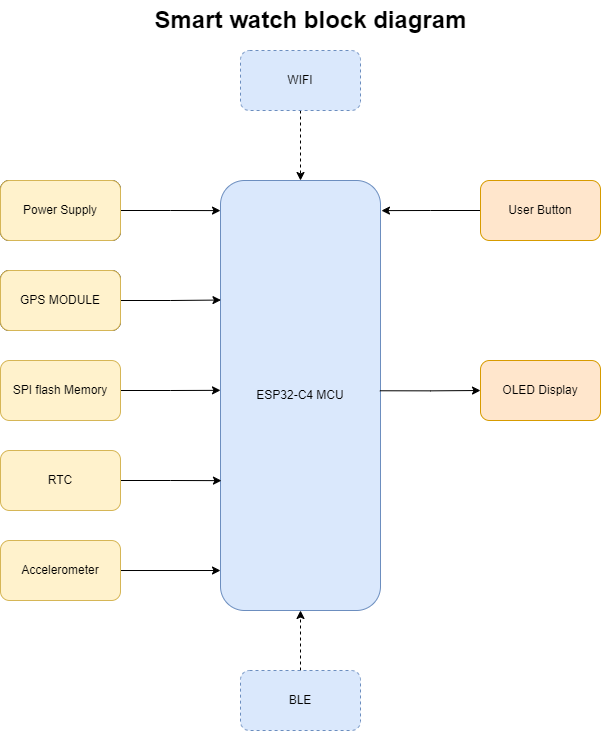 Smart watch block diagram
WIFI
Power Supply
User Button
GPS MODULE
SPI flash Memory
ESP32-C4 MCU
OLED Display
RTC
Accelerometer
BLE